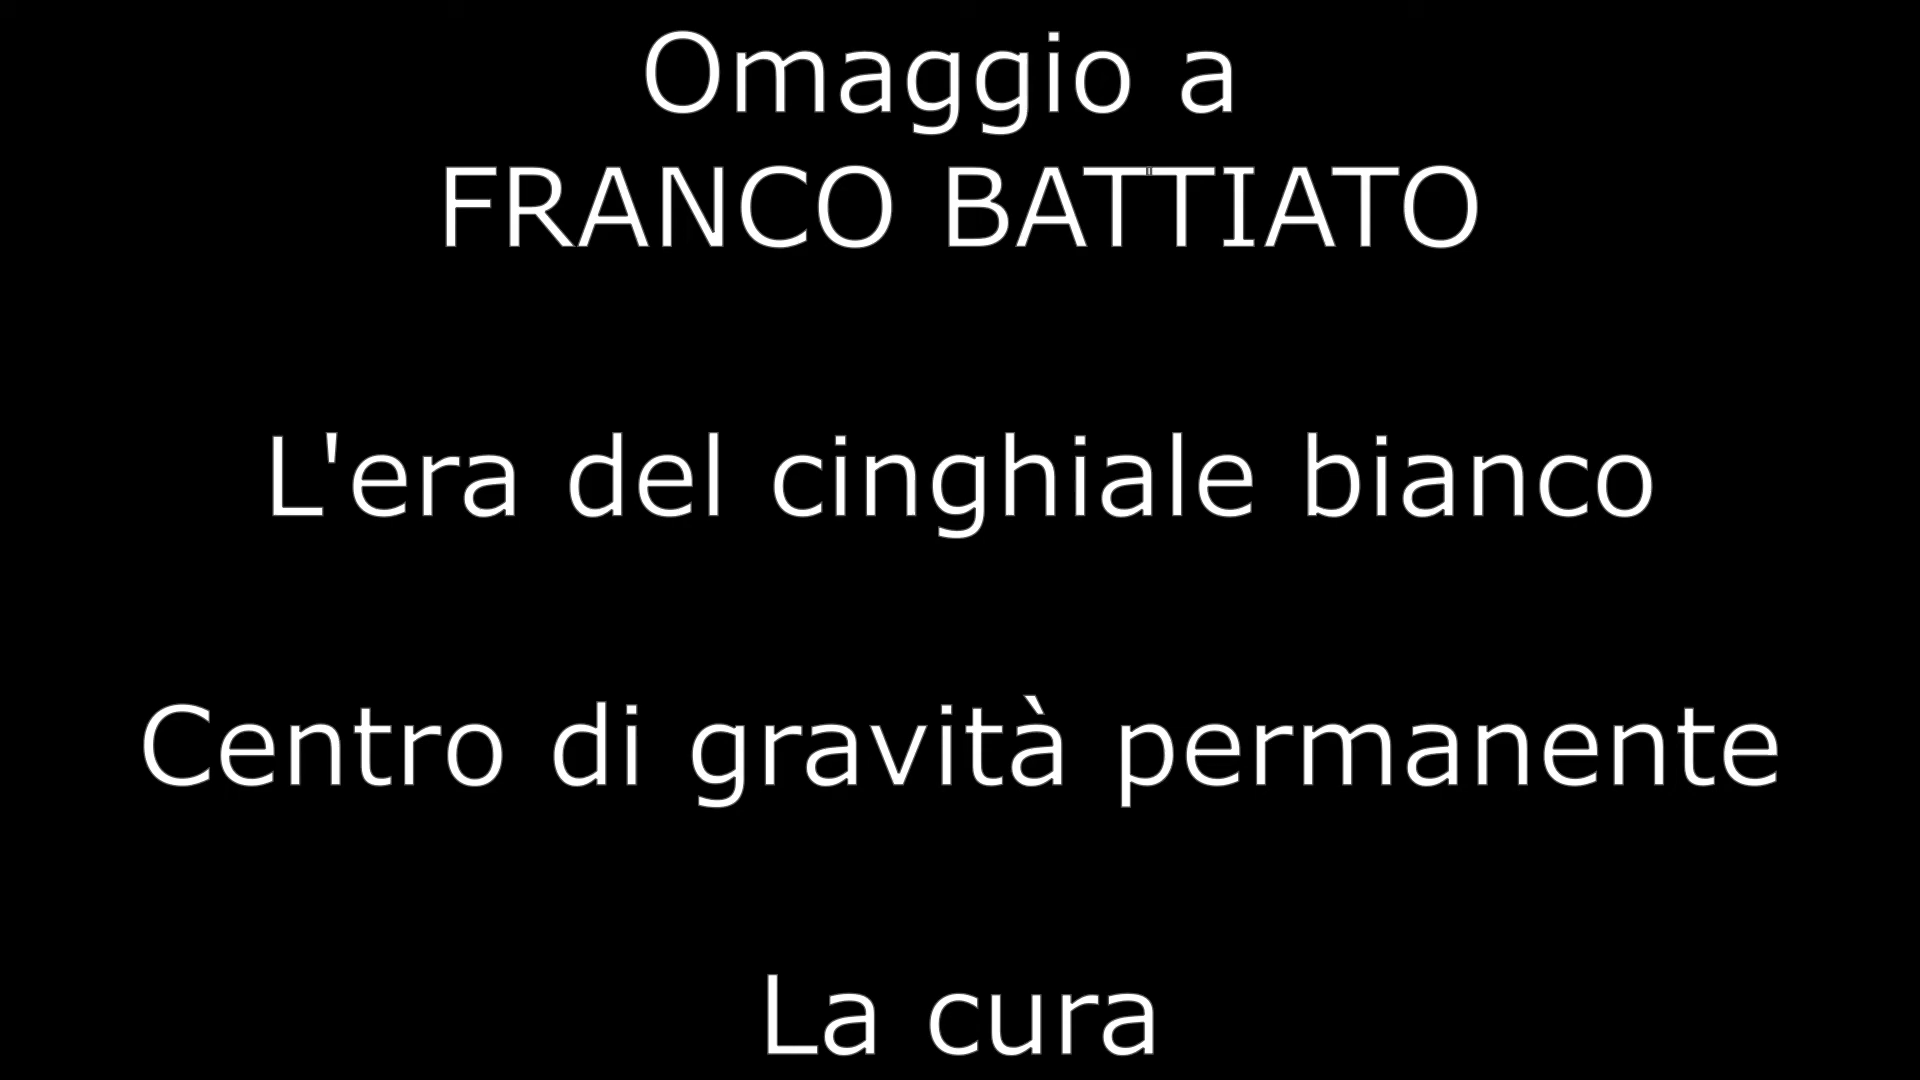 Omaggio a
FRANCO BATTIATO
L'era del cinghiale bianco
Centro di gravità permanente
La cura